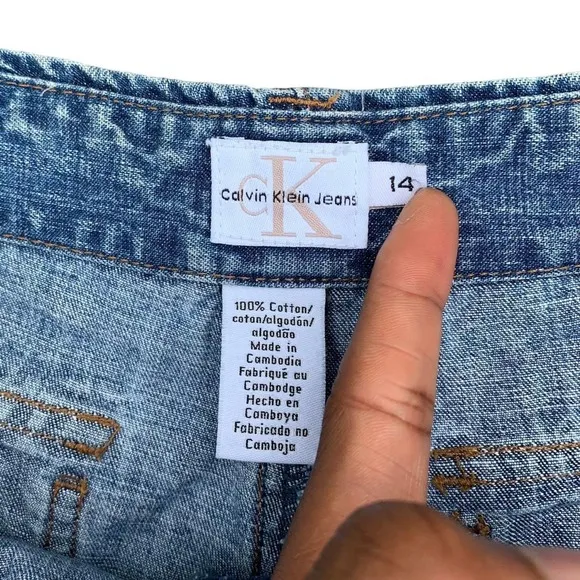 CK
Calvin Klein Jeans
14
100% Cotton/
coton/algodón/
algodão
Made in
Cambodia
Fabriqué au
Cambodge
Hecho en
Camboya
Fabricado no
Camboja